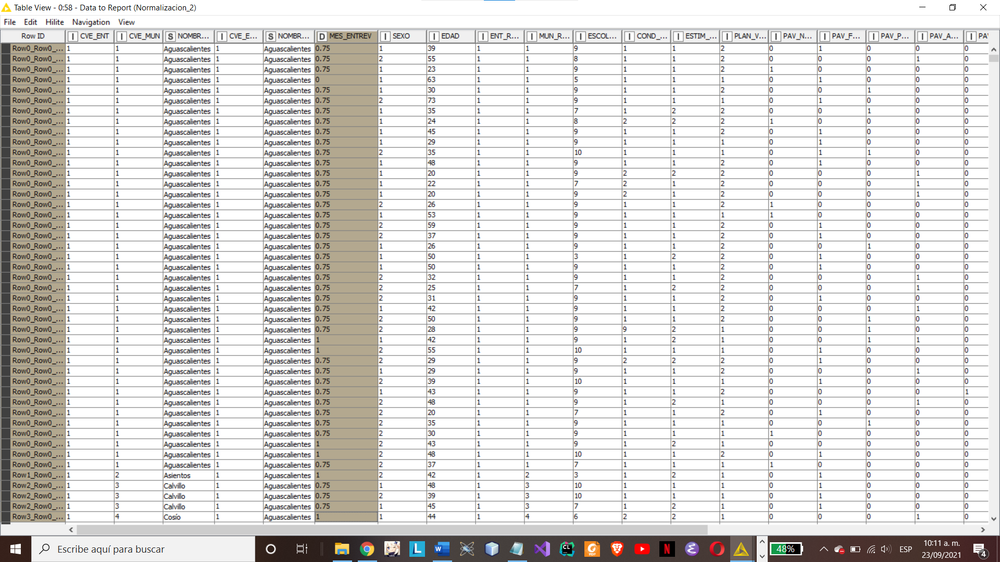 Table View - 0:58 - Data to Report (Normalizacion_2)
File Edit Hilite Navigation View
Row ID I CVE_ENT I CVE_MUN S NOMBR... I CVE_E... S NOMBR... D MES_ENTREV I SEXO I EDAD I ENT_R... I MUN_R... I ESCOL... I COND_... I ESTIM_... I PLAN_V... I PAV_N... I PAV_F... I PAV_P... I PAV_A... I PAV
Row0_Row0_... 1 1 Aguascalientes 1 Aguascalientes 0.75 1 39 1 1 9 1 1 2 0 1 0 0 0
Row0_Row0_... 1 1 Aguascalientes 1 Aguascalientes 0.75 2 55 1 1 8 1 1 2 0 0 0 1 0
Row0_Row0_... 1 1 Aguascalientes 1 Aguascalientes 0.75 1 23 1 1 9 1 1 2 1 0 0 0 0
Row0_Row0_... 1 1 Aguascalientes 1 Aguascalientes 0 1 63 1 1 5 1 1 1 0 1 0 0 0
Row0_Row0_... 1 1 Aguascalientes 1 Aguascalientes 0.75 1 30 1 1 9 1 1 2 0 0 1 0 0
Row0_Row0_... 1 1 Aguascalientes 1 Aguascalientes 0.75 2 73 1 1 9 1 1 1 0 1 0 0 0
Row0_Row0_... 1 1 Aguascalientes 1 Aguascalientes 0.75 1 35 1 1 7 1 2 2 0 0 1 0 0
Row0_Row0_... 1 1 Aguascalientes 1 Aguascalientes 0.75 1 24 1 1 8 2 2 2 1 0 0 0 0
Row0_Row0_... 1 1 Aguascalientes 1 Aguascalientes 0.75 1 45 1 1 9 1 1 2 0 1 0 0 0
Row0_Row0_... 1 1 Aguascalientes 1 Aguascalientes 0.75 1 29 1 1 9 1 1 1 0 1 0 0 0
Row0_Row0_... 1 1 Aguascalientes 1 Aguascalientes 0.75 2 35 1 1 10 1 1 1 0 1 1 0 0
Row0_Row0_... 1 1 Aguascalientes 1 Aguascalientes 0.75 1 48 1 1 9 1 1 2 0 1 0 0 0
Row0_Row0_... 1 1 Aguascalientes 1 Aguascalientes 0.75 1 20 1 1 9 2 2 2 0 0 0 1 0
Row0_Row0_... 1 1 Aguascalientes 1 Aguascalientes 0.75 1 22 1 1 7 2 1 2 0 0 0 1 0
Row0_Row0_... 1 1 Aguascalientes 1 Aguascalientes 0.75 1 20 1 1 9 2 1 2 0 0 0 1 0
Row0_Row0_... 1 1 Aguascalientes 1 Aguascalientes 0.75 2 26 1 1 9 1 1 2 1 0 0 0 0
Row0_Row0_... 1 1 Aguascalientes 1 Aguascalientes 0.75 1 53 1 1 9 1 1 1 1 0 0 0 0
Row0_Row0_... 1 1 Aguascalientes 1 Aguascalientes 0.75 2 59 1 1 9 1 1 2 0 1 0 0 0
Row0_Row0_... 1 1 Aguascalientes 1 Aguascalientes 0.75 2 37 1 1 9 1 1 2 0 1 0 0 0
Row0_Row0_... 1 1 Aguascalientes 1 Aguascalientes 0.75 1 26 1 1 9 1 1 2 0 0 1 0 0
Row0_Row0_... 1 1 Aguascalientes 1 Aguascalientes 0.75 1 50 1 1 3 1 2 2 0 1 0 0 0
Row0_Row0_... 1 1 Aguascalientes 1 Aguascalientes 0.75 1 50 1 1 9 1 1 2 0 1 0 0 0
Row0_Row0_... 1 1 Aguascalientes 1 Aguascalientes 0.75 2 32 1 1 9 1 1 2 0 0 0 1 0
Row0_Row0_... 1 1 Aguascalientes 1 Aguascalientes 0.75 2 25 1 1 7 1 2 2 0 0 0 1 0
Row0_Row0_... 1 1 Aguascalientes 1 Aguascalientes 0.75 2 31 1 1 9 1 1 2 0 1 0 0 0
Row0_Row0_... 1 1 Aguascalientes 1 Aguascalientes 0.75 1 42 1 1 9 1 1 2 0 0 0 1 0
Row0_Row0_... 1 1 Aguascalientes 1 Aguascalientes 0.75 2 50 1 1 9 1 1 2 0 0 1 0 0
Row0_Row0_... 1 1 Aguascalientes 1 Aguascalientes 0.75 2 28 1 1 9 9 2 1 0 0 1 0 0
Row0_Row0_... 1 1 Aguascalientes 1 Aguascalientes 1 1 42 1 1 9 1 2 1 0 0 1 1 0
Row0_Row0_... 1 1 Aguascalientes 1 Aguascalientes 1 2 55 1 1 10 1 1 1 0 1 0 0 0
Row0_Row0_... 1 1 Aguascalientes 1 Aguascalientes 0.75 2 29 1 1 9 2 2 2 0 1 0 0 0
Row0_Row0_... 1 1 Aguascalientes 1 Aguascalientes 0.75 1 29 1 1 9 1 1 2 0 0 0 1 0
Row0_Row0_... 1 1 Aguascalientes 1 Aguascalientes 0.75 2 39 1 1 10 1 1 1 0 1 0 0 0
Row0_Row0_... 1 1 Aguascalientes 1 Aguascalientes 0.75 1 43 1 1 9 1 1 2 0 0 0 0 1
Row0_Row0_... 1 1 Aguascalientes 1 Aguascalientes 0.75 2 48 1 1 9 1 2 1 0 0 0 1 0
Row0_Row0_... 1 1 Aguascalientes 1 Aguascalientes 0.75 2 20 1 1 7 1 1 2 0 1 0 0 0
Row0_Row0_... 1 1 Aguascalientes 1 Aguascalientes 0.75 2 35 1 1 9 1 1 1 0 0 1 0 0
Row0_Row0_... 1 1 Aguascalientes 1 Aguascalientes 0.75 2 30 1 1 9 1 1 1 1 0 0 0 0
Row0_Row0_... 1 1 Aguascalientes 1 Aguascalientes 1 2 43 1 1 9 1 2 1 0 0 0 0 0
Row0_Row0_... 1 1 Aguascalientes 1 Aguascalientes 1 2 48 1 1 10 1 1 2 0 1 0 0 0
Row0_Row0_... 1 1 Aguascalientes 1 Aguascalientes 0.75 2 37 1 1 7 1 1 1 1 0 0 0 0
Row1_Row0_... 1 2 Asientos 1 Aguascalientes 1 2 42 1 2 3 1 2 1 0 1 0 0 0
Row2_Row0_... 1 3 Calvillo 1 Aguascalientes 0.75 1 48 1 3 10 1 1 1 0 1 0 0 0
Row2_Row0_... 1 3 Calvillo 1 Aguascalientes 0.75 2 39 1 3 10 1 1 1 0 1 0 0 0
Row2_Row0_... 1 3 Calvillo 1 Aguascalientes 0.75 1 45 1 3 7 1 2 1 0 1 0 0 0
Row3_Row0_... 1 4 Cosío 1 Aguascalientes 1 1 44 1 4 6 2 2 1 0 0 0 1 0
Escribe aquí para buscar
48%
ESP
10:11 a. m.
23/09/2021
4